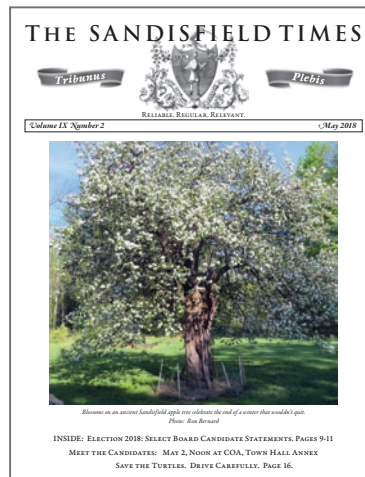 THE SANDISFIELD TIMES
Tribunus
Plebis
RELIABLE. REGULAR. RELEVANT.
Volume IX Number 2
May 2018
Blossoms on an ancient Sandisfield apple tree celebrate the end of a winter that wouldn't quit.
Photo: Ron Bernard
INSIDE: ELECTION 2018: SELECT BOARD CANDIDATE STATEMENTS. PAGES 9-11
MEET THE CANDIDATES: MAY 2, NOON AT COA, TOWN HALL ANNEX
SAVE THE TURTLES. DRIVE CAREFULLY. PAGE 16.